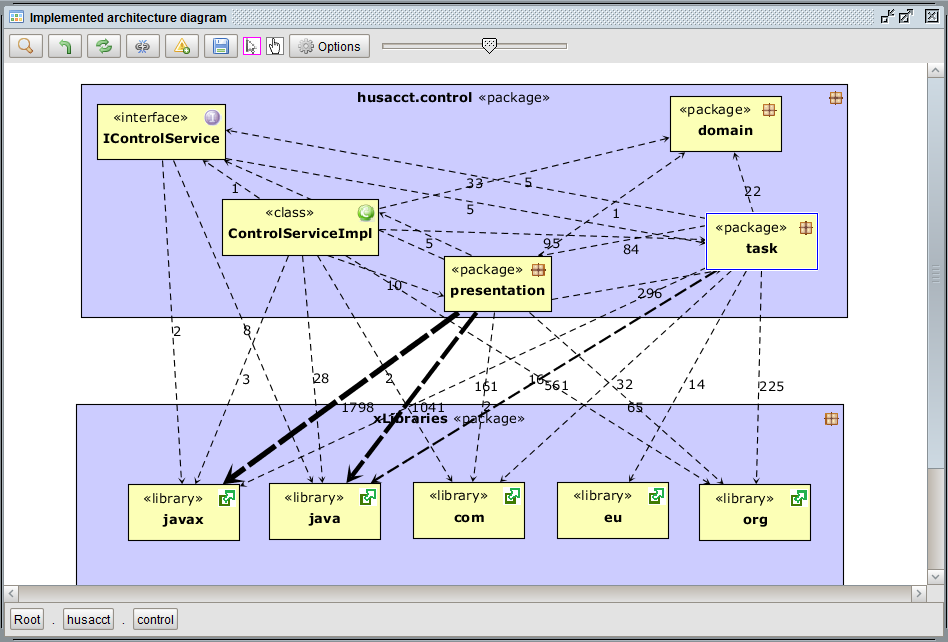 Implemented architecture diagram
Options
husacct.control «package»
«interface»
IControlService
«package»
domain
33
5
1
22
«class»
ControlServiceImpl
5
1
«package»
task
5
95
84
«package»
presentation
10
296
2
8
3
28
2
161
16
561
32
14
225
1798
1041
2
65
xLibraries «package»
«library»
javax
«library»
java
«library»
com
«library»
eu
«library»
org
Root . husacct . control